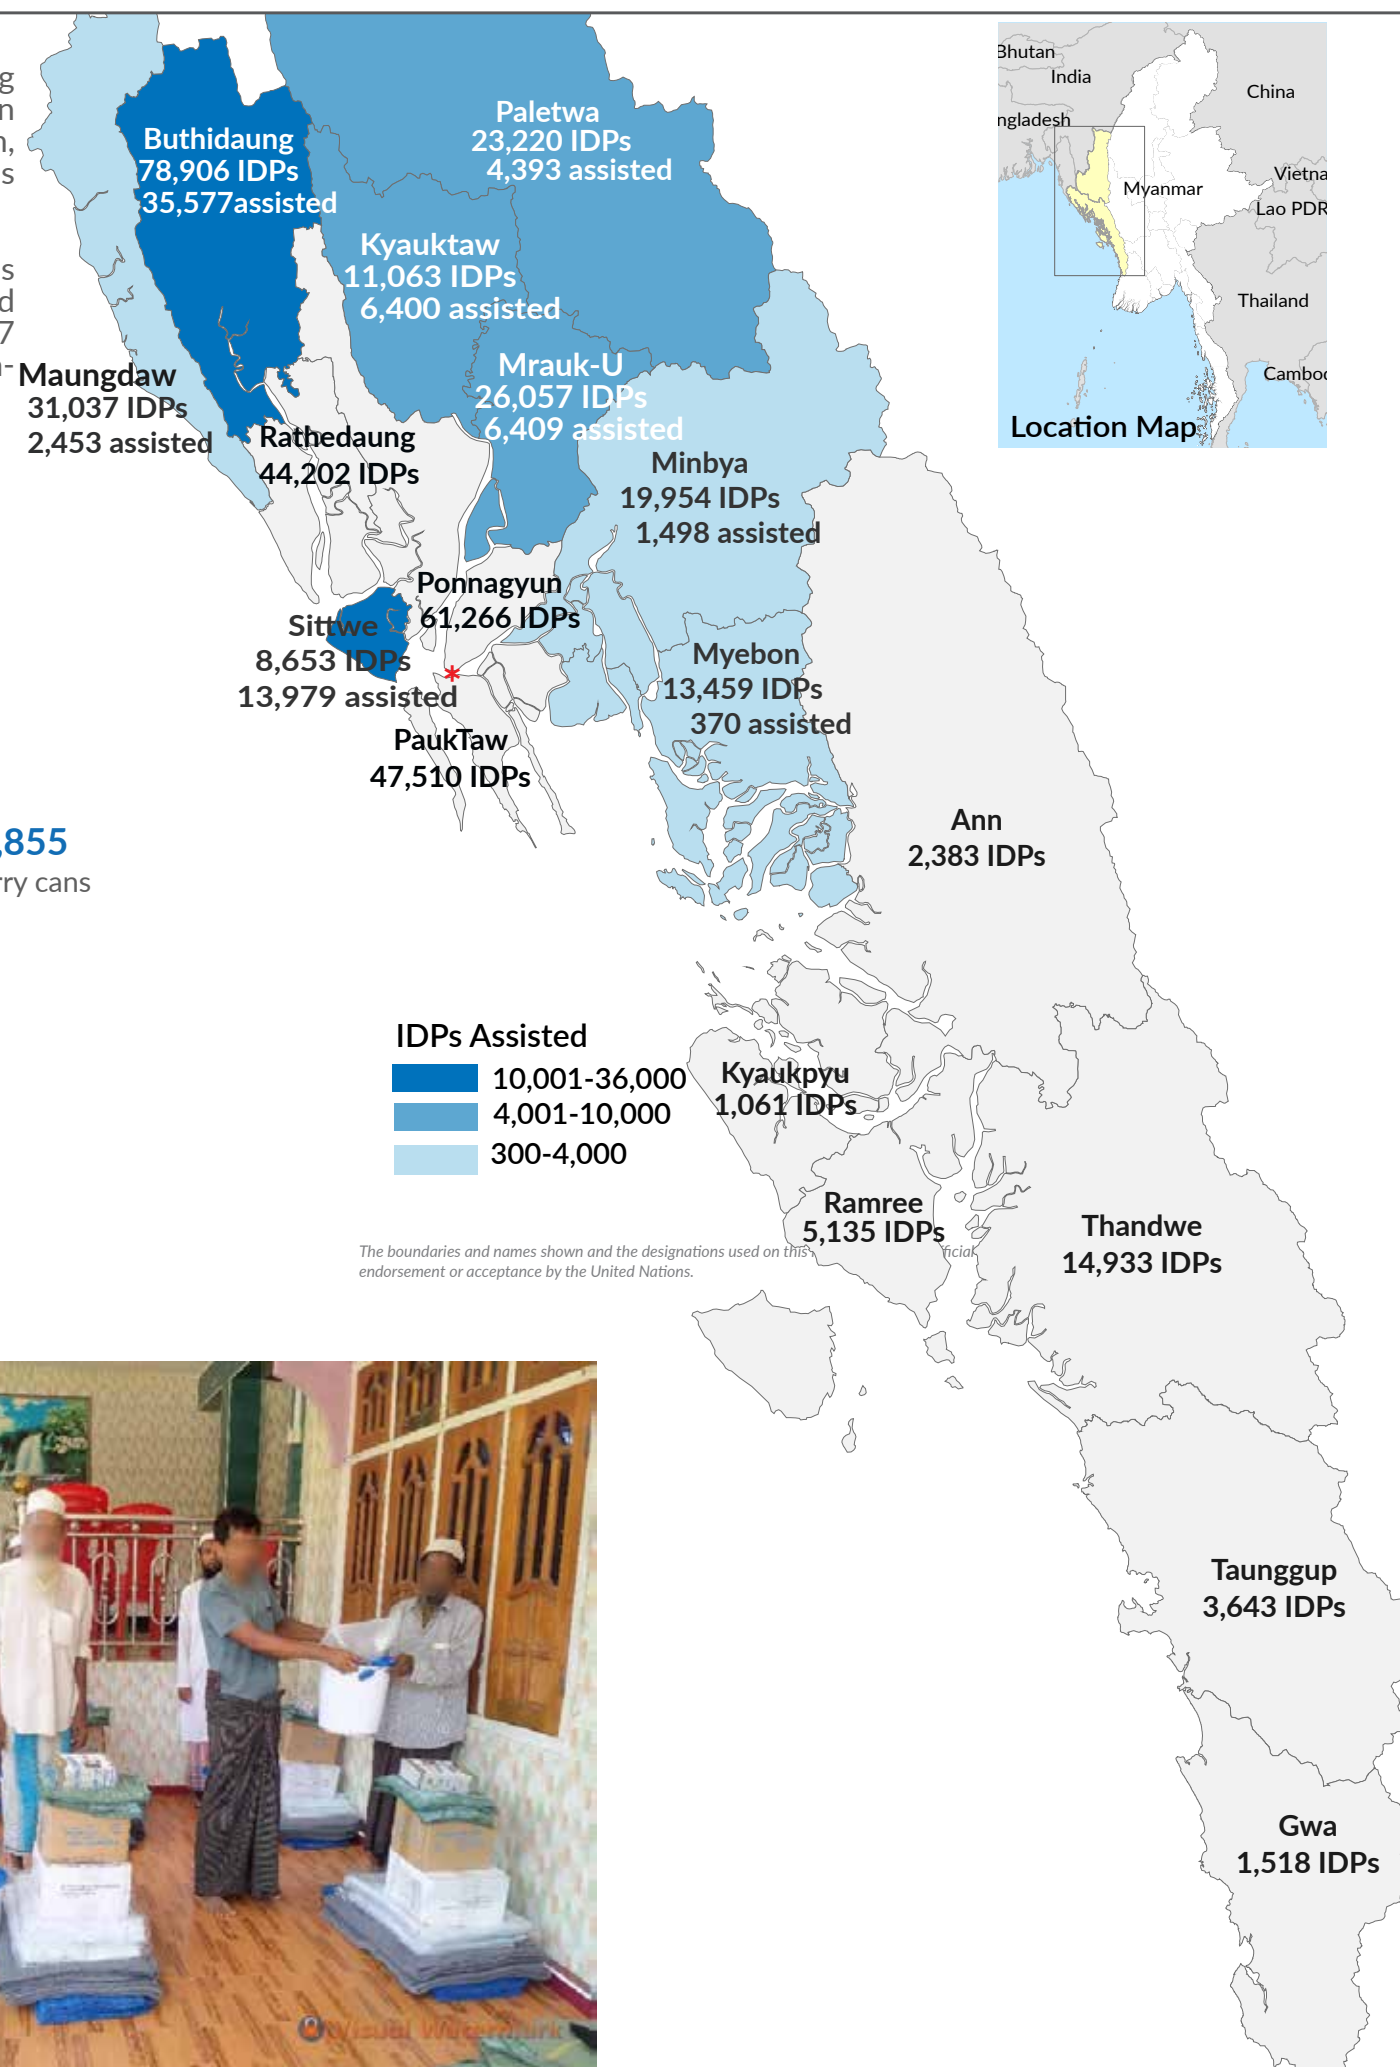 g
n
n,
s
s
d
7
n-
Buthidaung
78,906 IDPs
35,577assisted
Paletwa
23,220 IDPs
4,393 assisted
Kyauktaw
11,063 IDPs
6,400 assisted
Mrauk-U
26,057 IDPs
6,409 assisted
Maungdaw
31,037 IDPs
2,453 assisted
Rathedaung
44,202 IDPs
Minbya
19,954 IDPs
1,498 assisted
Ponnagyun
61,266 IDPs
Sittwe
8,653 IDPs
13,979 assisted
*
Myebon
13,459 IDPs
370 assisted
PaukTaw
47,510 IDPs
Ann
2,383 IDPs
,855
rry cans
Kyaukpyu
1,061 IDPs
Ramree
5,135 IDPs
Thandwe
14,933 IDPs
Taunggup
3,643 IDPs
Gwa
1,518 IDPs
IDPs Assisted
10,001-36,000
4,001-10,000
300-4,000
The boundaries and names shown and the designations used on this ficial
endorsement or acceptance by the United Nations.
Bhutan
India
China
ngladesh
Myanmar
Vietna
Lao PDR
Thailand
Cambod
Location Map
Visual Watermark